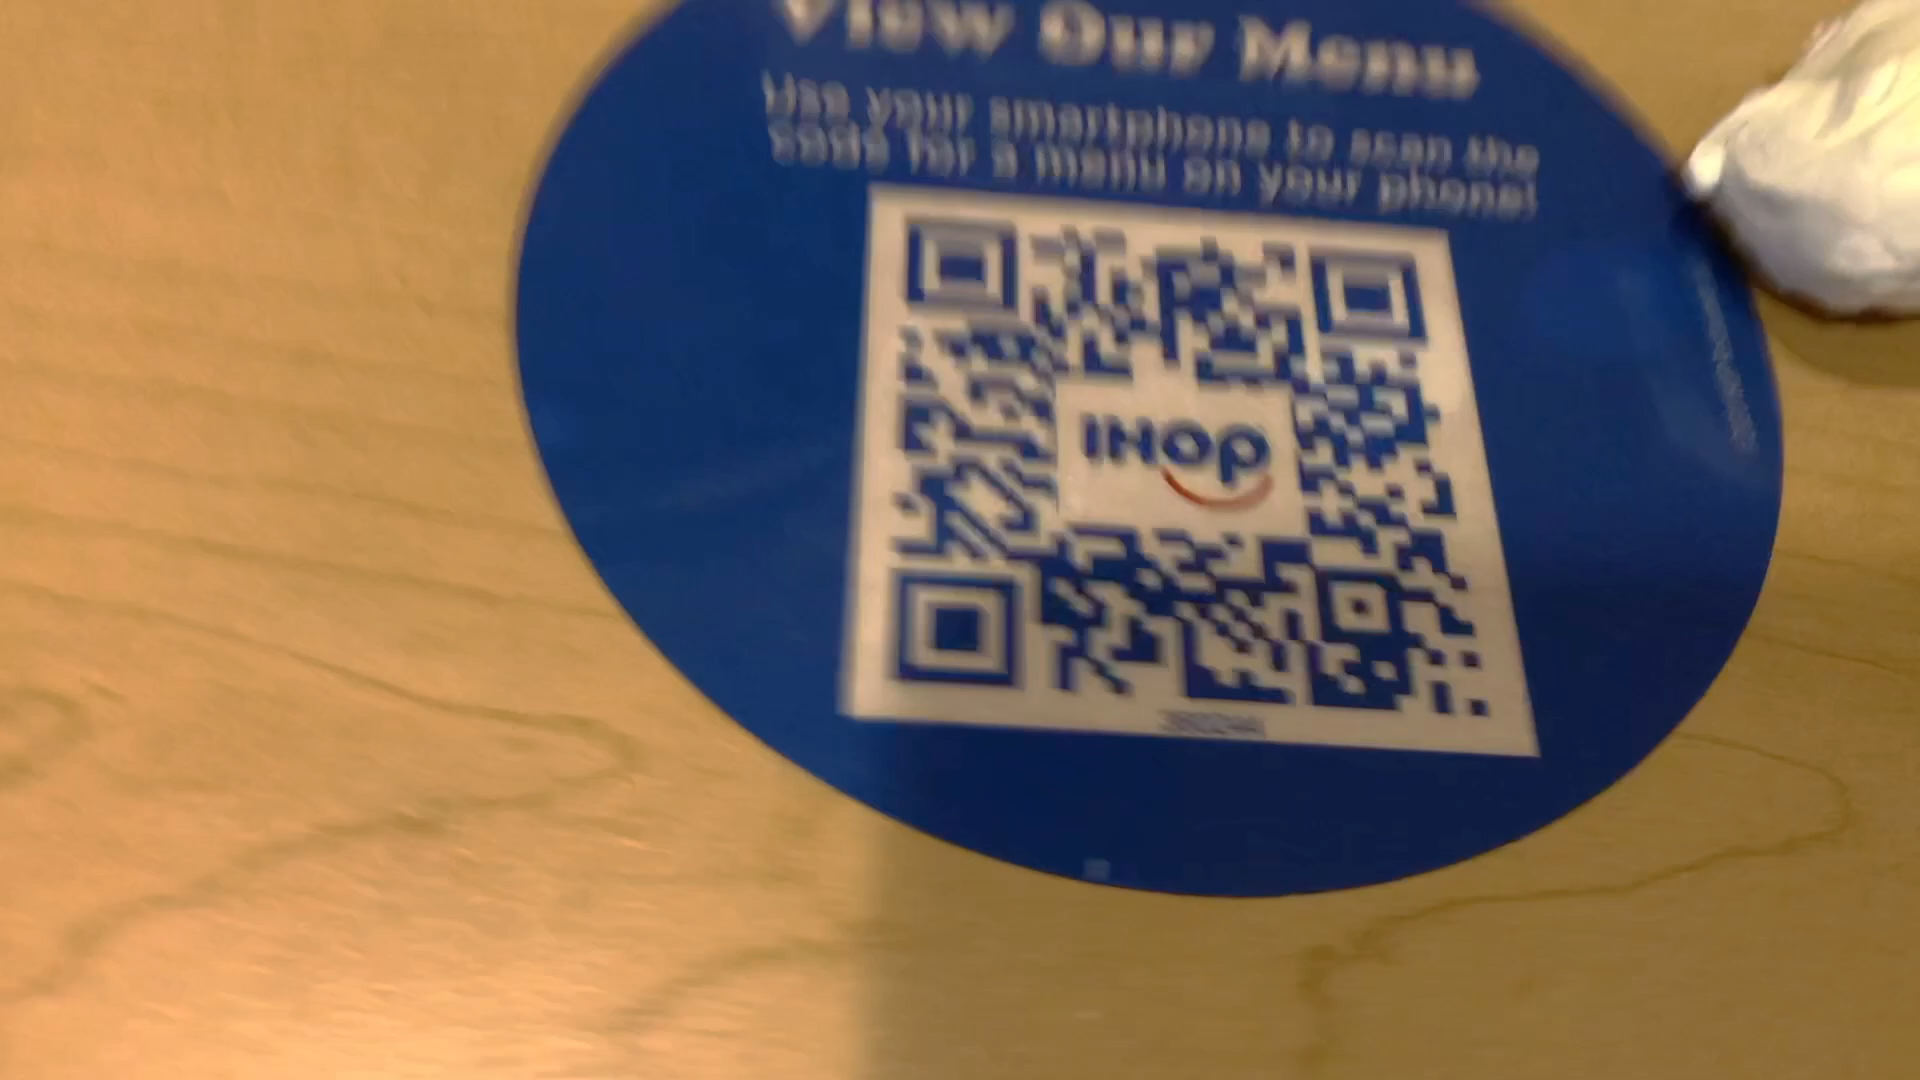 View Our Menu
Use your smartphone to scan the
code for a menu on your phone!
IHOP